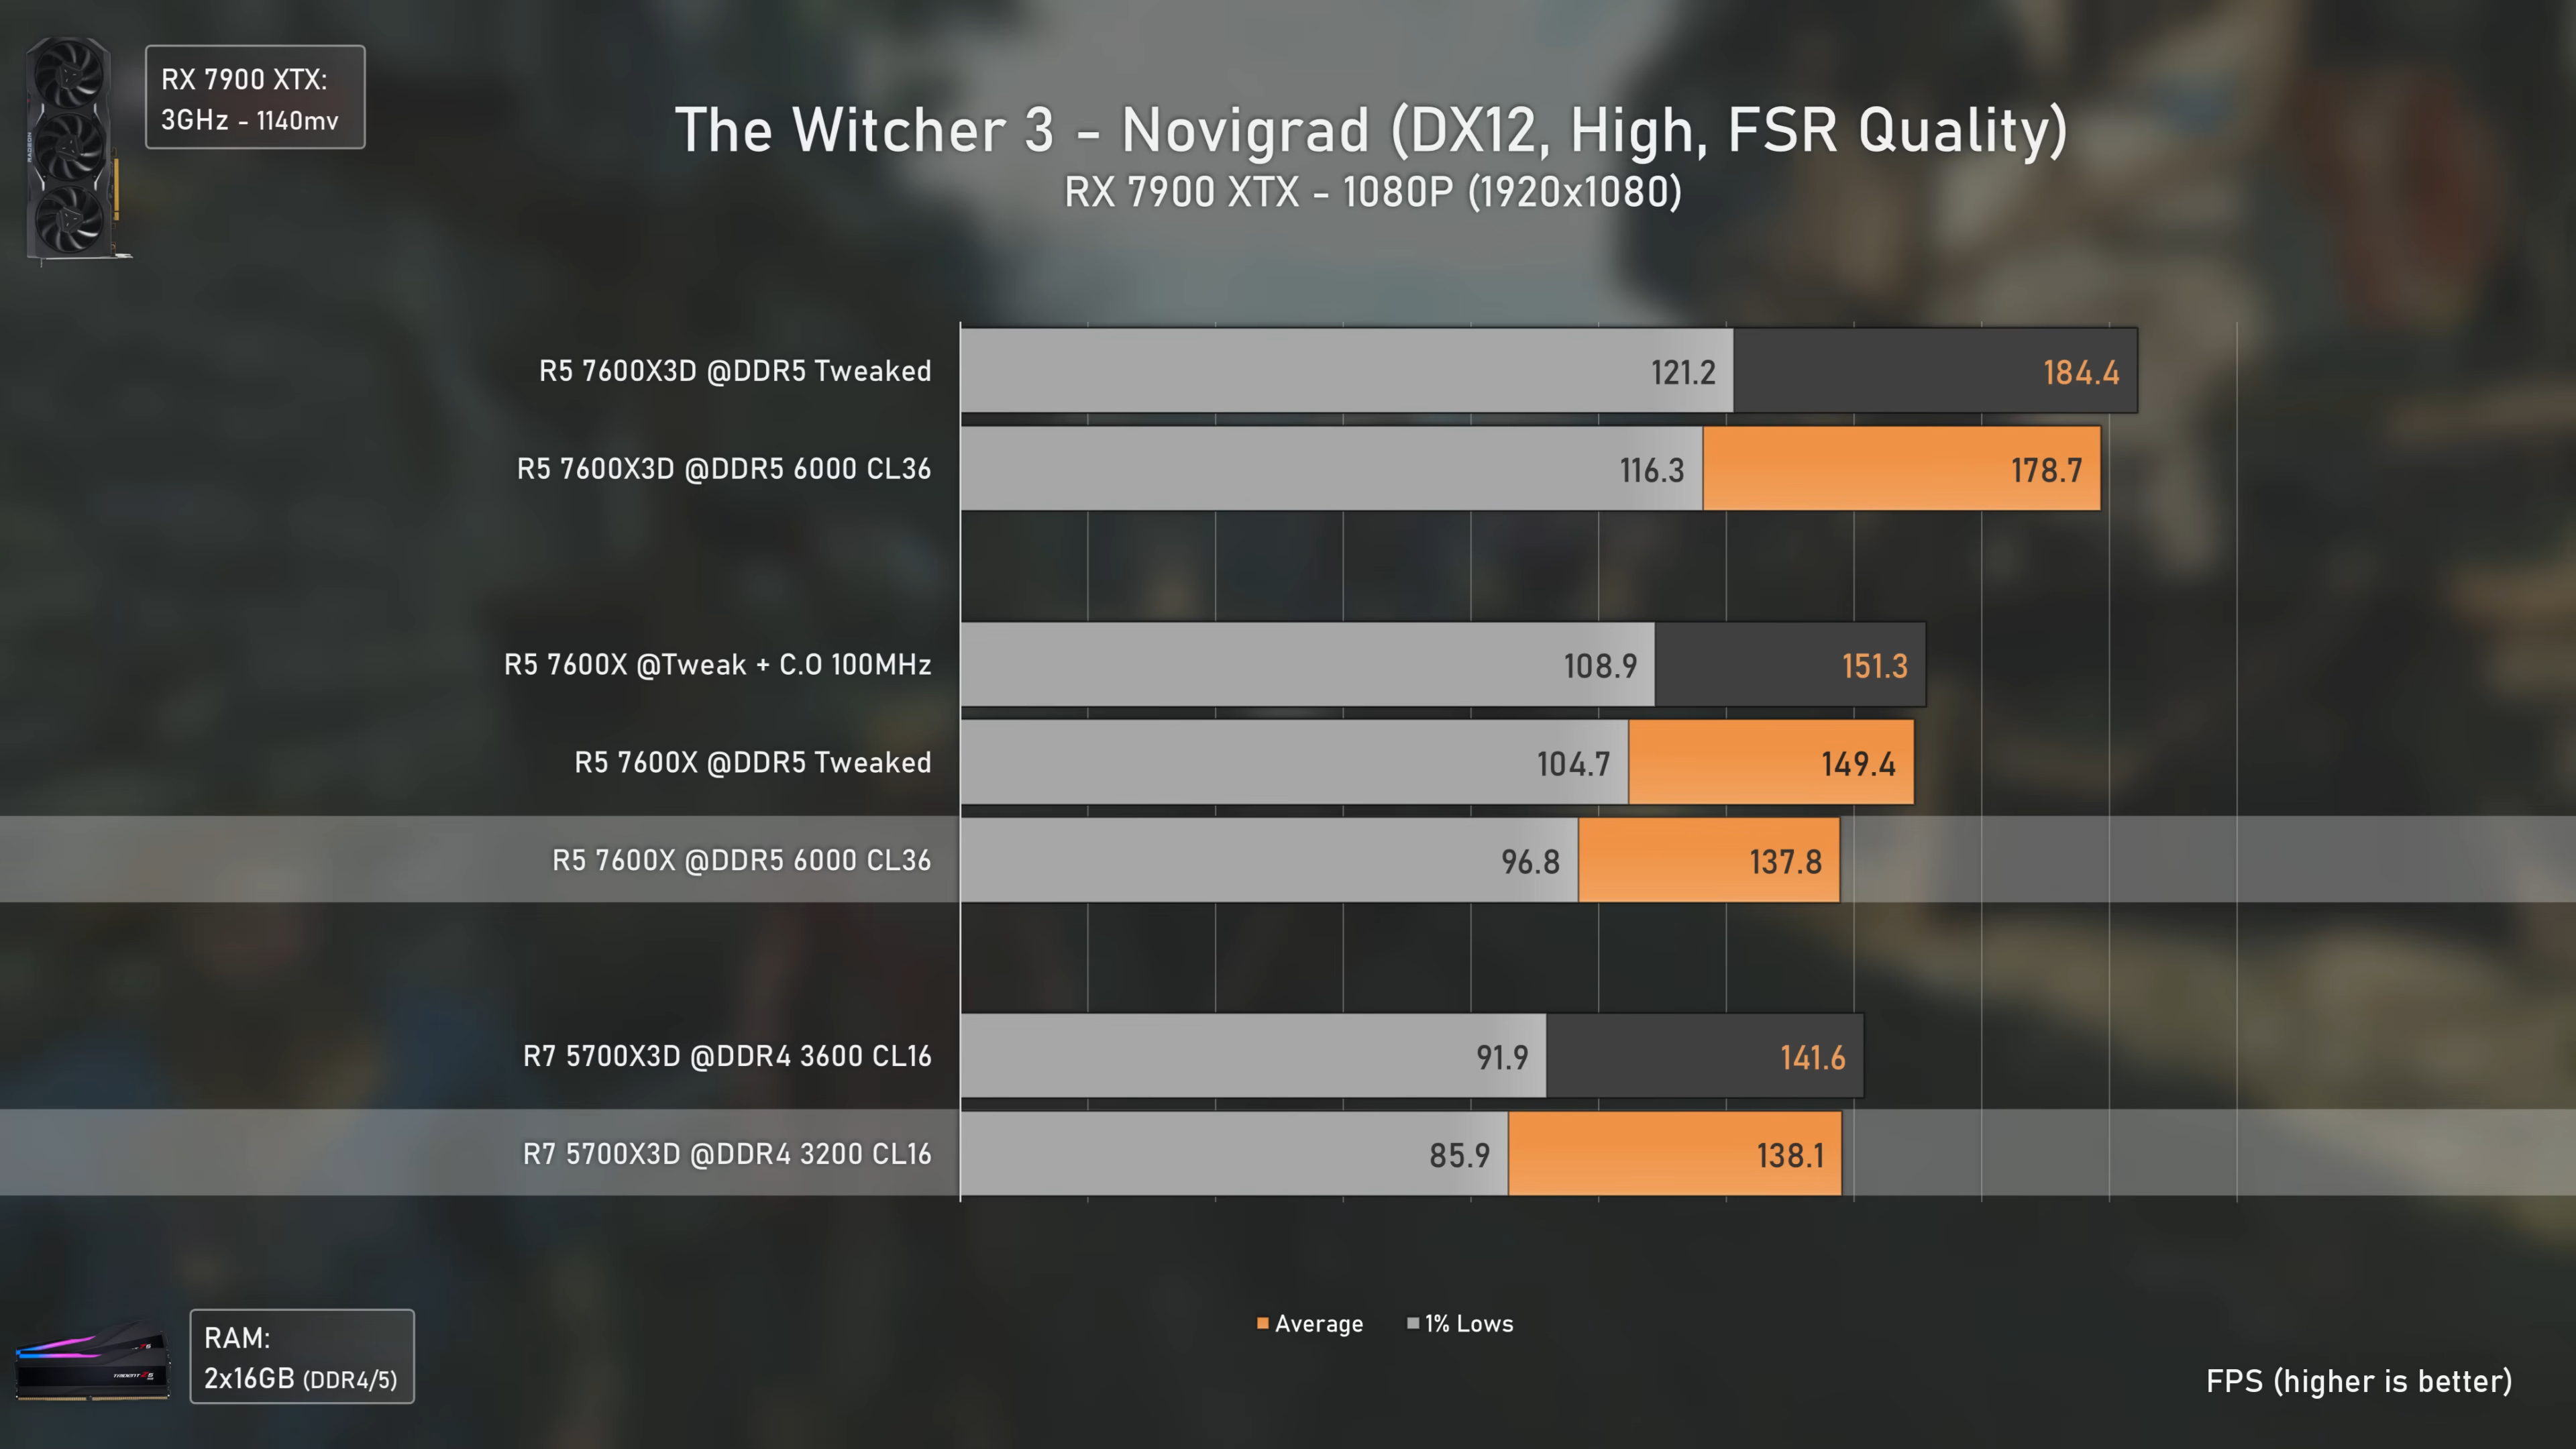 RX 7900 XTX:
3GHz - 1140mv
The Witcher 3 - Novigrad (DX12, High, FSR Quality)
RX 7900 XTX - 1080P (1920x1080)
R5 7600X3D @DDR5 Tweaked 121.2 184.4
R5 7600X3D @DDR5 6000 CL36 116.3 178.7
R5 7600X @Tweak + C.O 100MHz 108.9 151.3
R5 7600X @DDR5 Tweaked 104.7 149.4
R5 7600X @DDR5 6000 CL36 96.8 137.8
R7 5700X3D @DDR4 3600 CL16 91.9 141.6
R7 5700X3D @DDR4 3200 CL16 85.9 138.1
Average 1% Lows
RAM:
2x16GB (DDR4/5)
FPS (higher is better)
RADEON